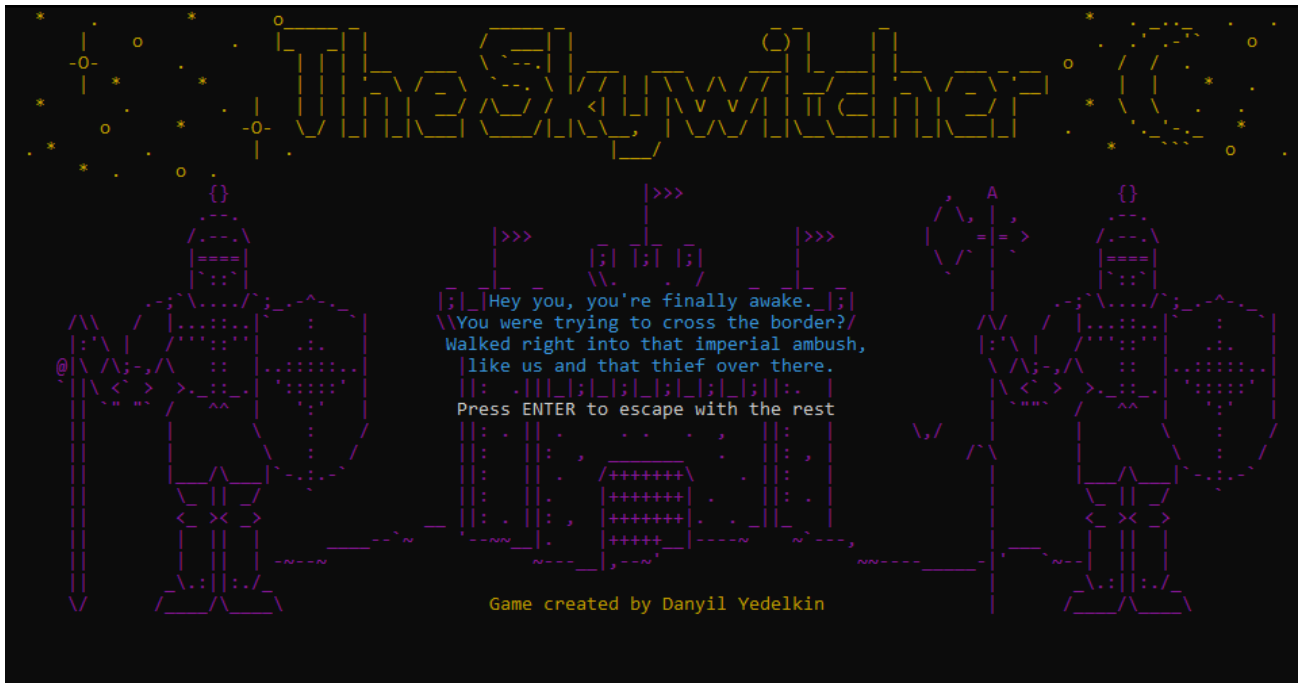 The Skywitcher
Hey you, you're finally awake.
You were trying to cross the border?
Walked right into that imperial ambush,
like us and that thief over there.
Press ENTER to escape with the rest
Game created by Danyil Yedelkin